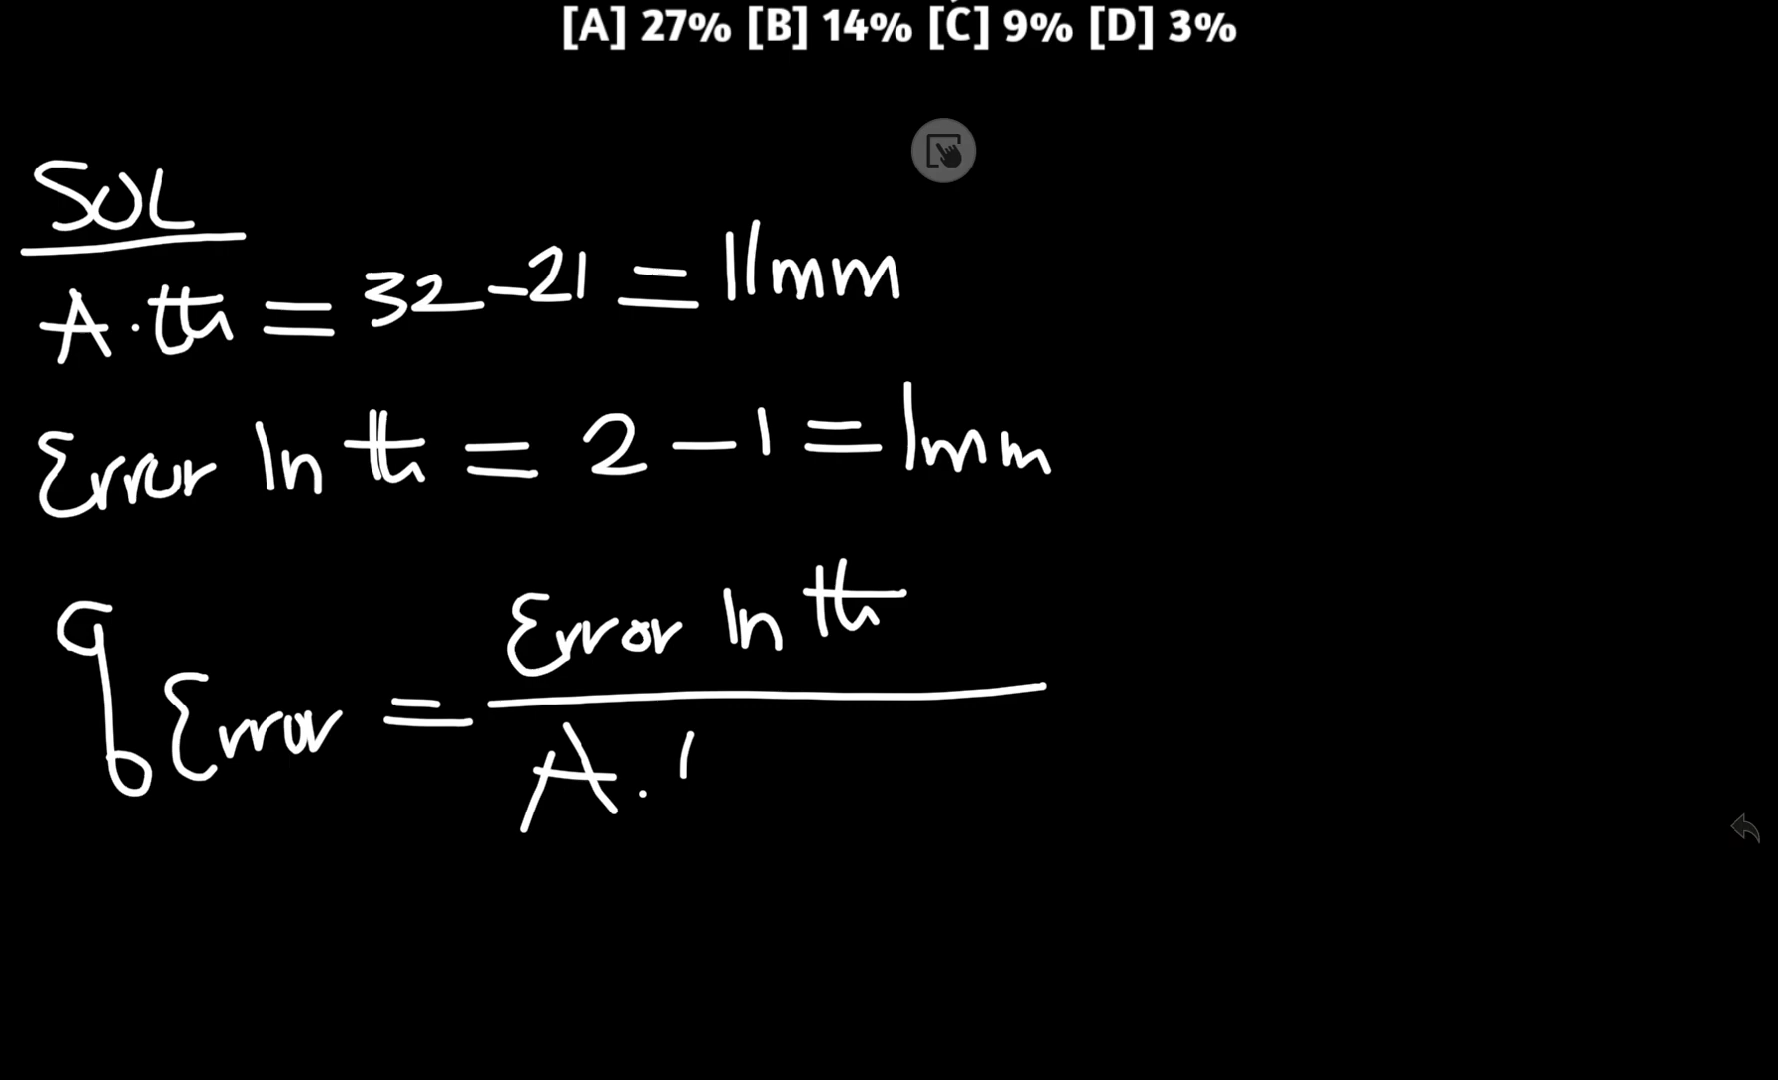 [A] 27% [B] 14% [C] 9% [D] 3%
SOL
A.th = 32-21 = 11mm
Error In th = 2-1 = 1mm
Error In th
% Error =
A.